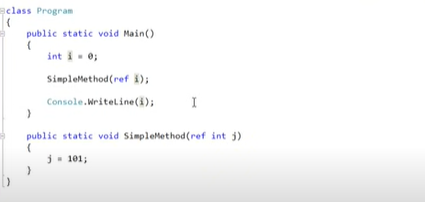 class Program
{
    public static void Main()
    {
        int i = 0;
        SimpleMethod(ref i);
        Console.WriteLine(i);
    }
    public static void SimpleMethod(ref int j)
    {
        j = 101;
    }
}